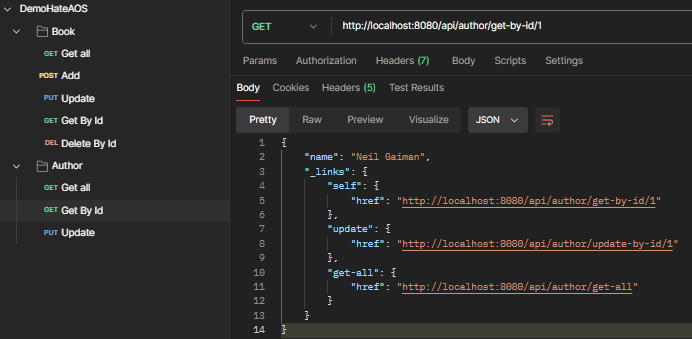 DemoHateAOS
Book
GET Get all
POST Add
PUT Update
GET Get By Id
DEL Delete By Id
Author
GET Get all
GET Get By Id
PUT Update
GET http://localhost:8080/api/author/get-by-id/1
Params Authorization Headers (7) Body Scripts Settings
Body Cookies Headers (5) Test Results
Pretty Raw Preview Visualize JSON
1 {
2 "name": "Neil Gaiman",
3 "_links": {
4 "self": {
5 "href": "http://localhost:8080/api/author/get-by-id/1"
6 },
7 "update": {
8 "href": "http://localhost:8080/api/author/update-by-id/1"
9 },
10 "get-all": {
11 "href": "http://localhost:8080/api/author/get-all"
12 }
13 }
14 }